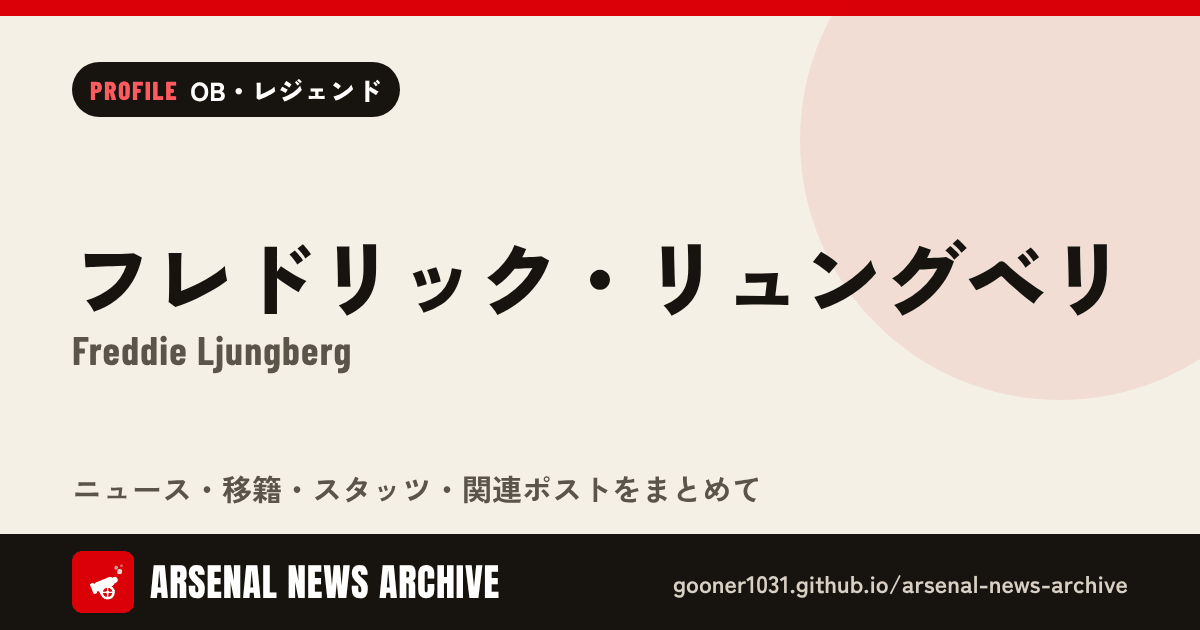 PROFILE OB・レジェンド
フレドリック・リュングベリ
Freddie Ljungberg
ニュース・移籍・スタッツ・関連ポストをまとめて
ARSENAL NEWS ARCHIVE
gooner1031.github.io/arsenal-news-archive